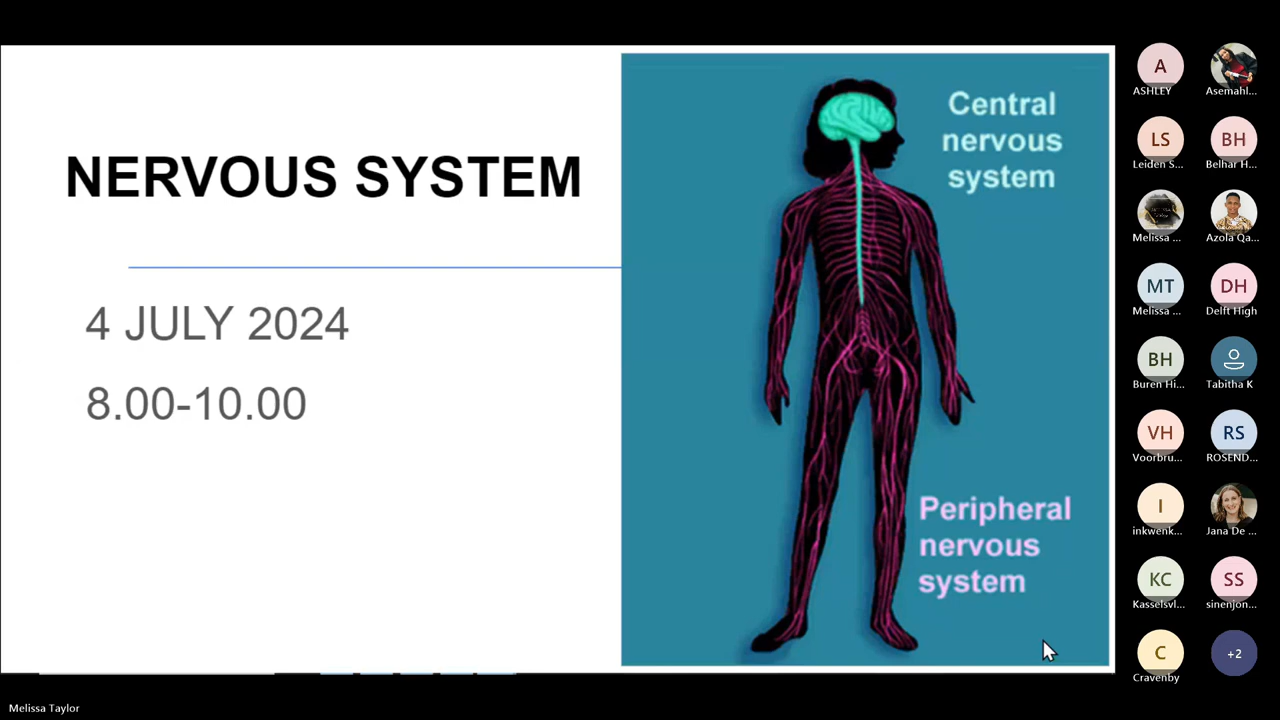 NERVOUS SYSTEM
4 JULY 2024
8.00-10.00
Central
nervous
system
Peripheral
nervous
system
A
ASHLEY
Asemahl...
LS
Leiden S...
BH
Belhar H...
Melissa ...
Azola Qa...
MT
Melissa ...
DH
Delft High
BH
Buren Hi...
Tabitha K
VH
Voorbru...
RS
ROSEND...
I
inkwenk...
Jana De ...
KC
Kasselsvl...
SS
sinenjon...
C
Cravenby
+2
Melissa Taylor